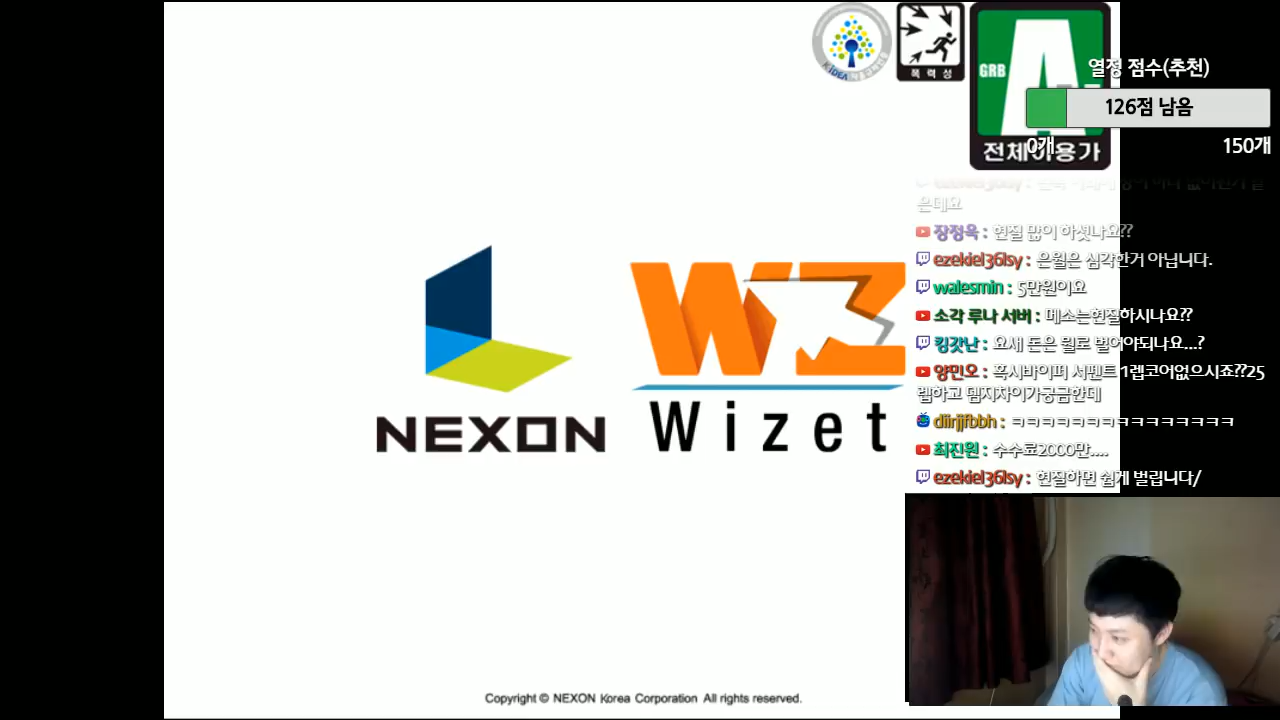 KIDEA
폭력성
GRB
A
전체이용가
열정 점수(추천)
126점 남음
0개
150개
은데요
장정욱 : 현질 많이 하셧나요??
ezekiel36lsy : 은월은 심각한거 아닙니다.
walesmin : 5만원이요
소각 루나 서버 : 메소는현질하시나요??
킹갓난 : 요새 돈은 뭘로 벌어야되나요...?
양민오 : 혹시바이퍼 서펜트 1렙코어없으시죠??25
렙하고 뎀지차이가궁금한데
diirjjfbbh : ㅋㅋㅋㅋㅋㅋㅋㅋㅋㅋㅋㅋㅋㅋㅋ
최진원 : 수수료2000만....
ezekiel36lsy : 현질하면 쉽게 벌립니다/
WZ
NEXON
Wizet
Copyright © NEXON Korea Corporation All rights reserved.